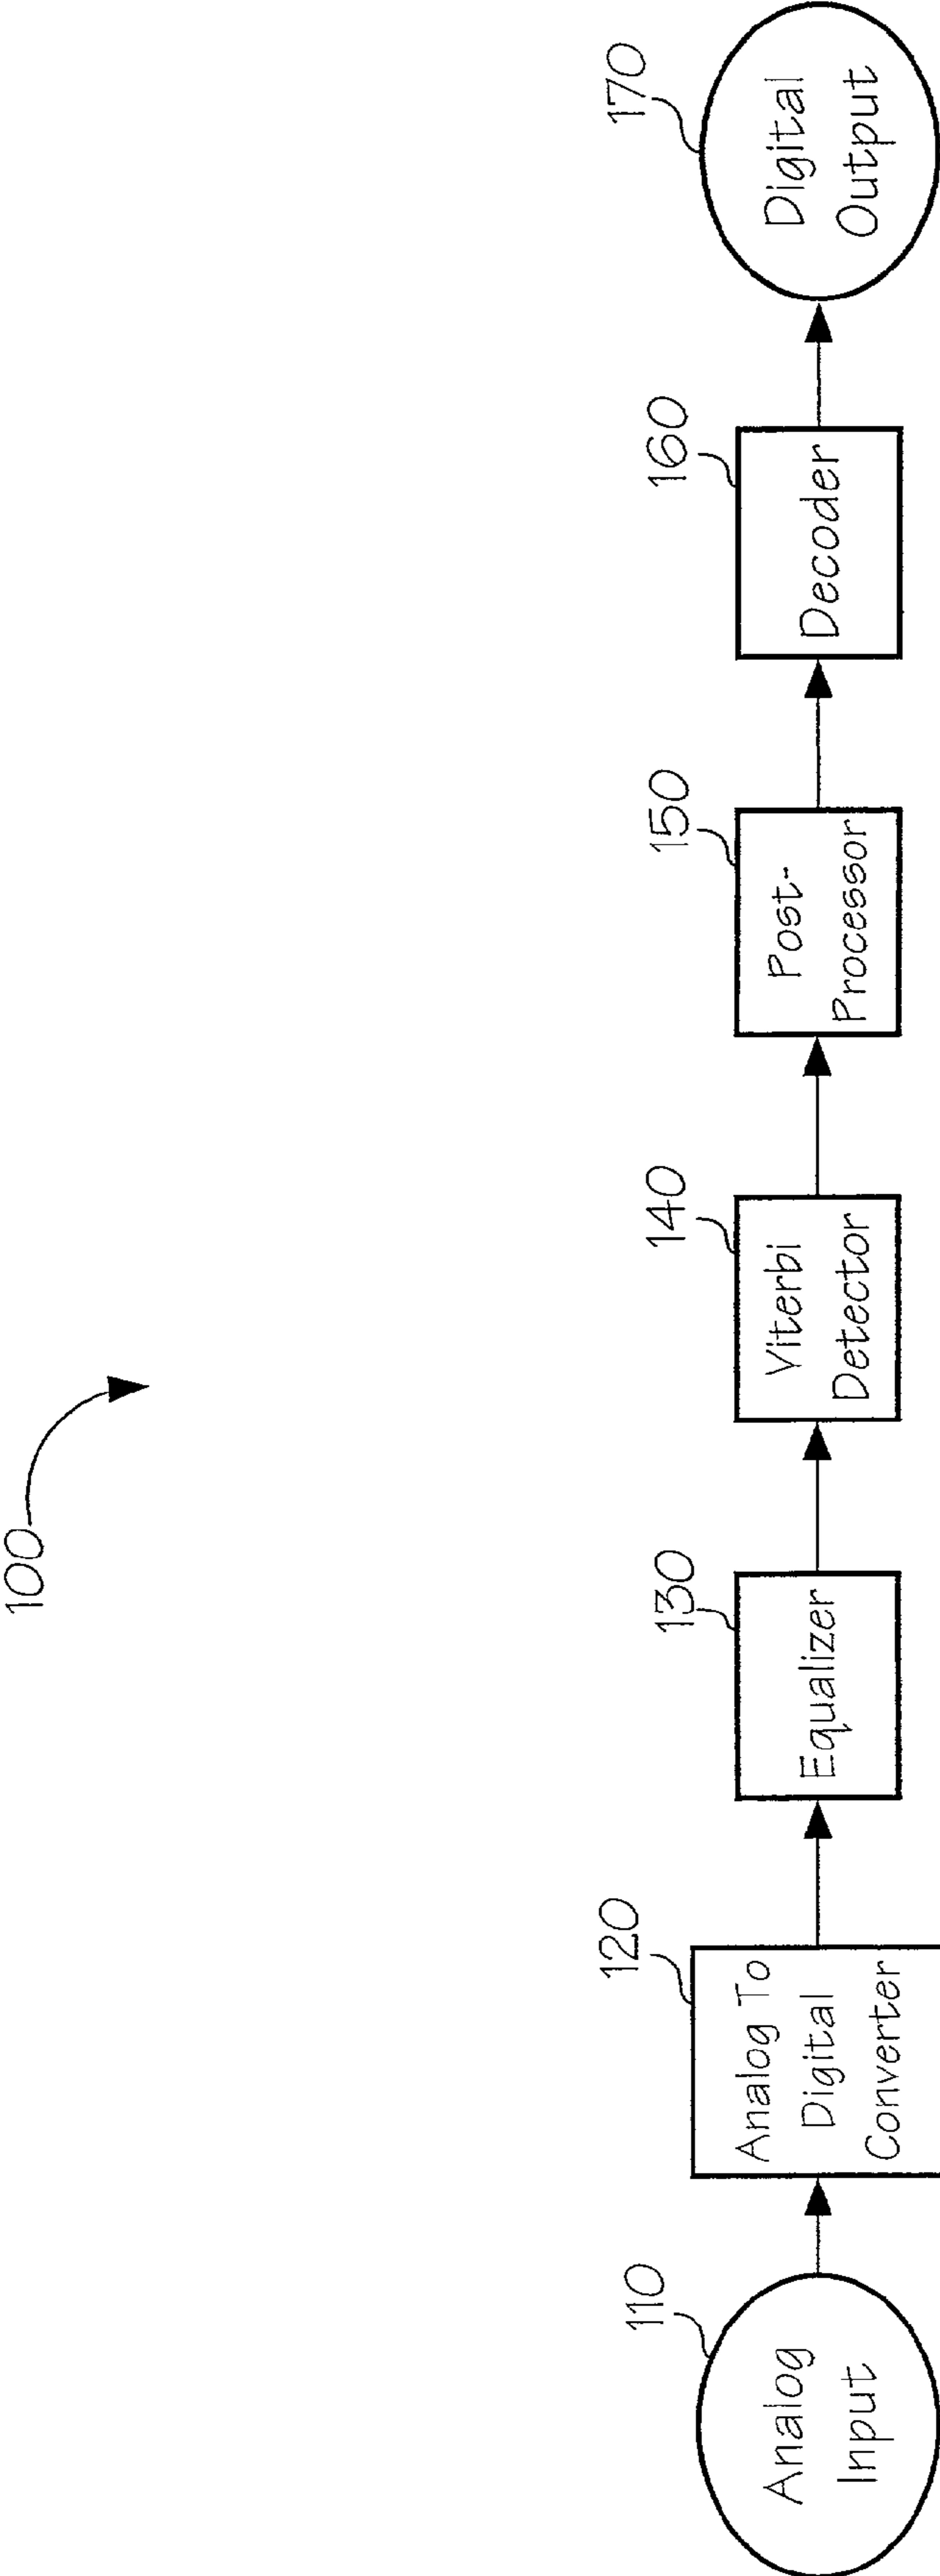 100
110
Analog
Input
120
Analog To
Digital
Converter
130
Equalizer
140
Viterbi
Detector
150
Post-
Processor
160
Decoder
170
Digital
Output